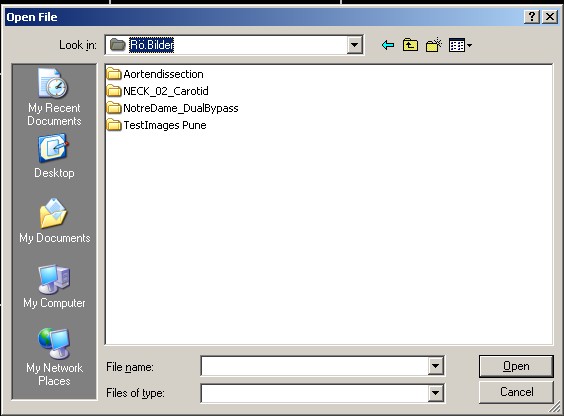 Open File
Look in:
Rö.Bilder
Aortendissection
NECK_02_Carotid
NotreDame_DualBypass
TestImages Pune
My Recent
Documents
Desktop
My Documents
My Computer
My Network
Places
File name:
Open
Files of type:
Cancel